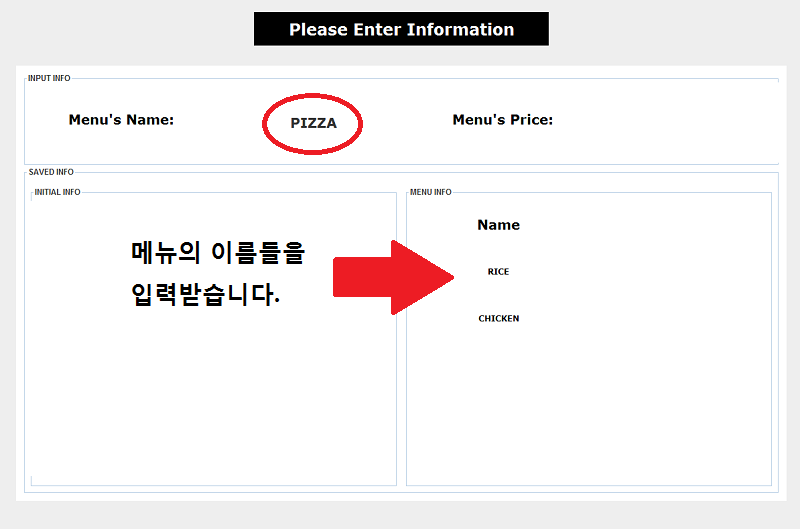 Please Enter Information
INPUT INFO
Menu's Name: PIZZA Menu's Price:
SAVED INFO
INITIAL INFO
MENU INFO
메뉴의 이름들을
입력받습니다.
Name
RICE
CHICKEN